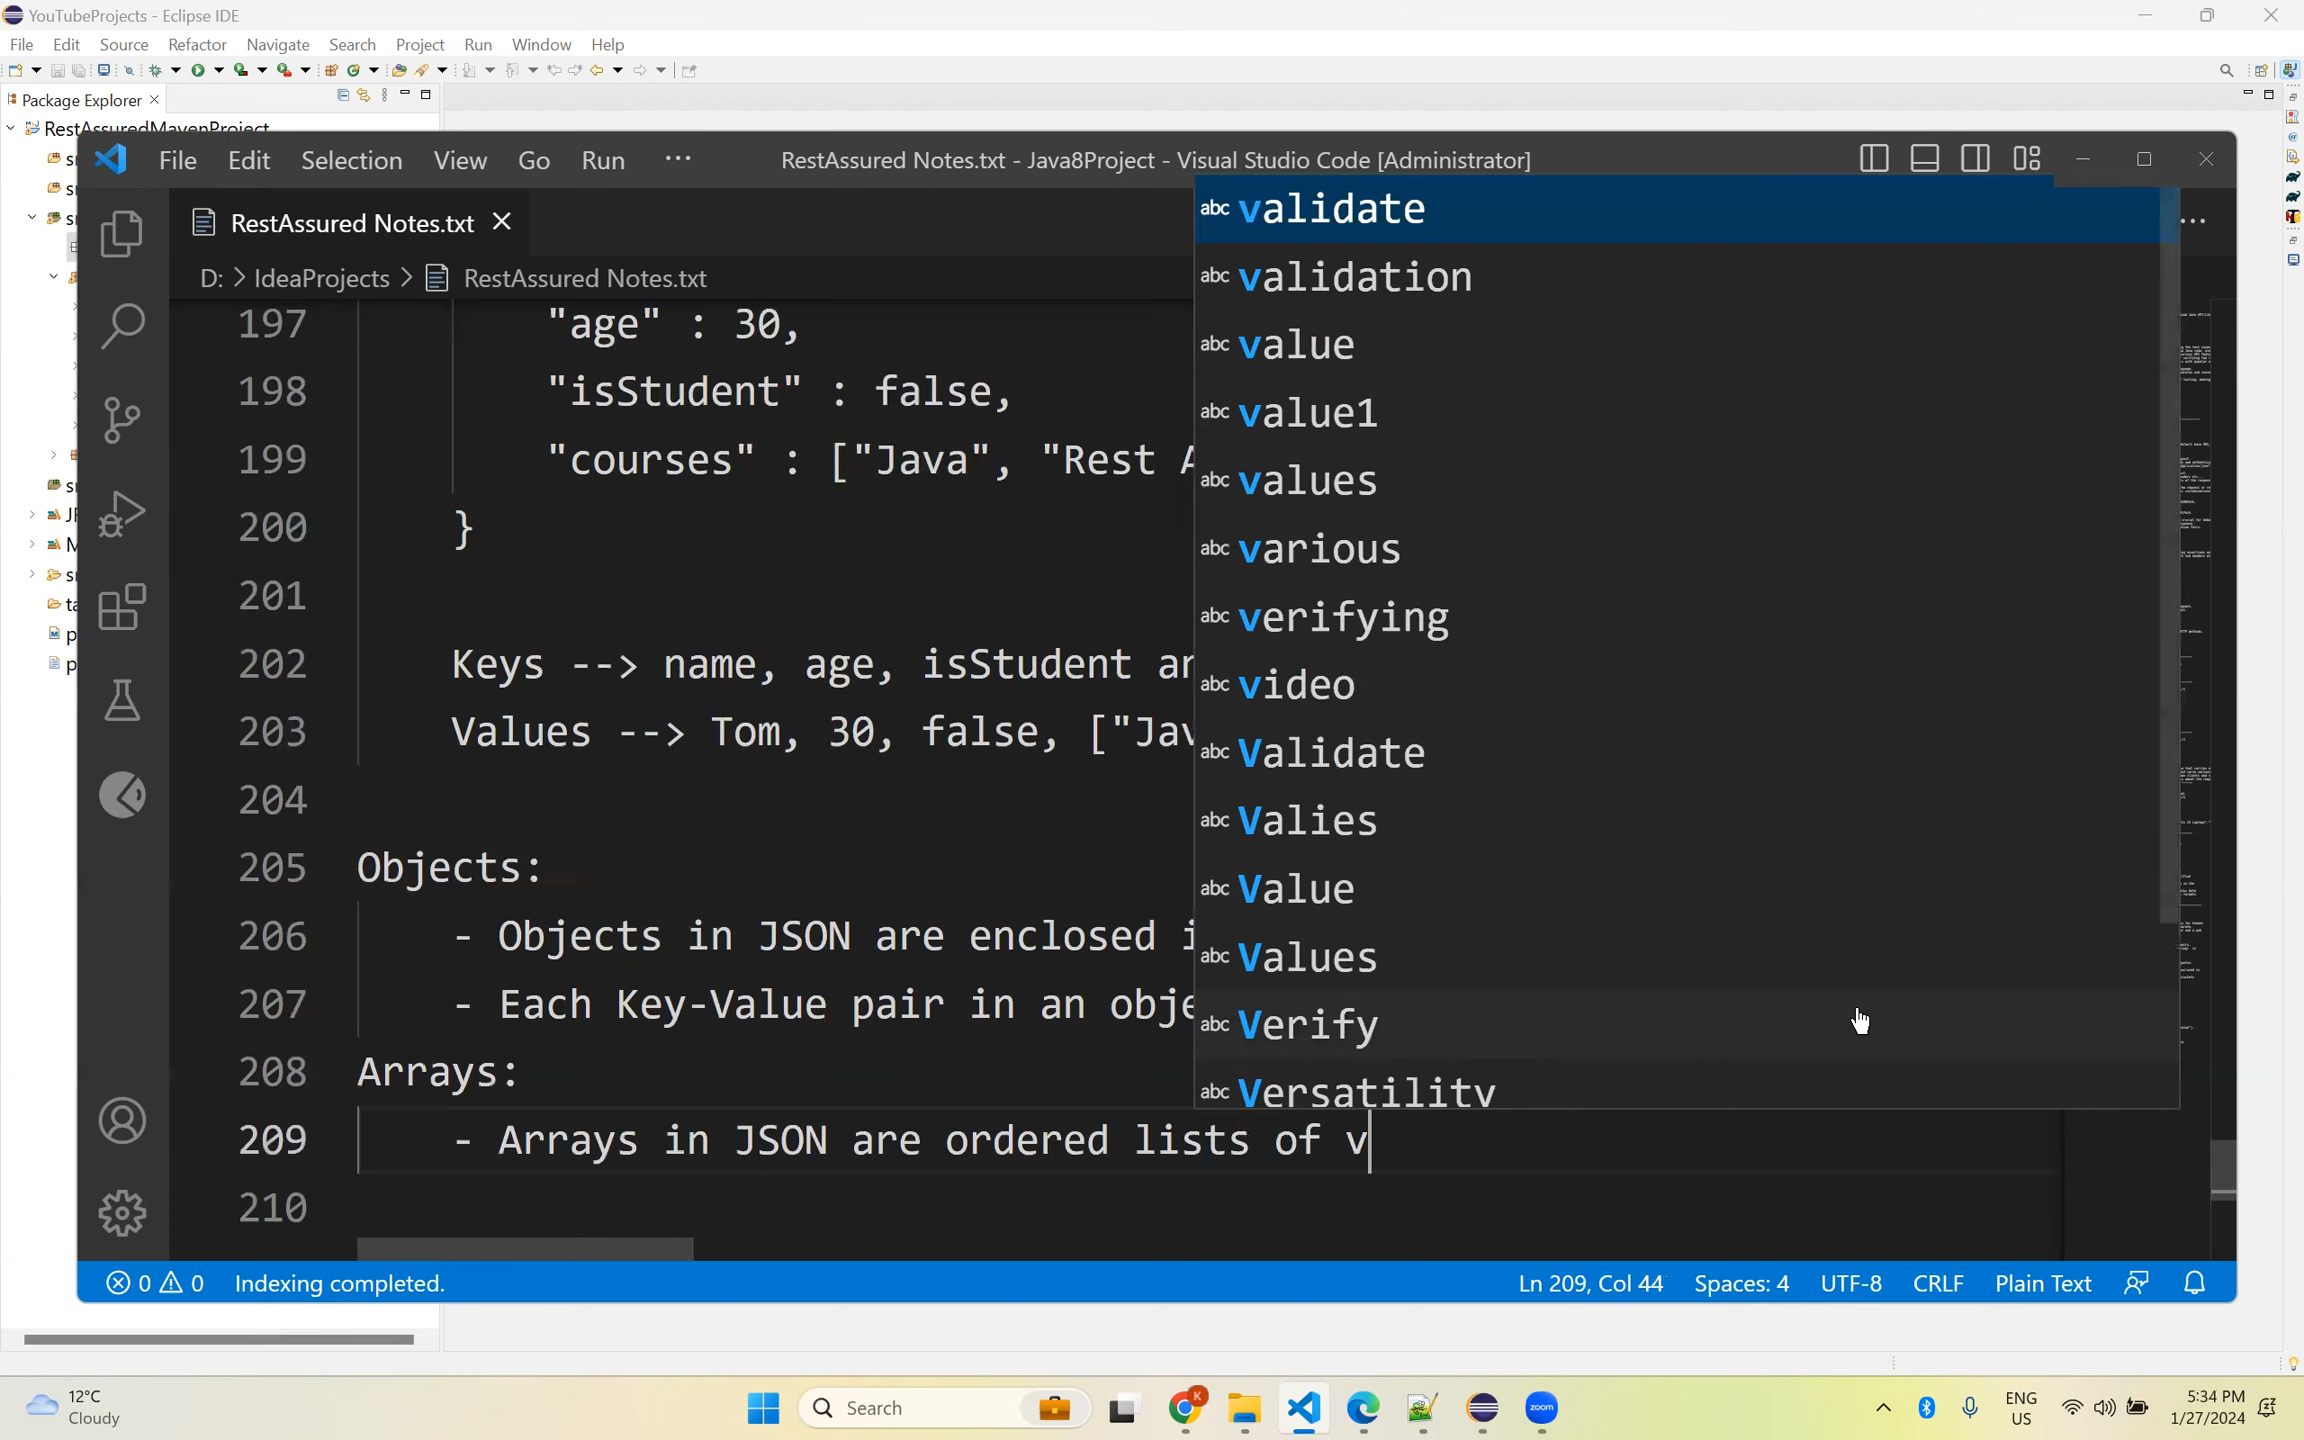 YouTubeProjects - Eclipse IDE
File Edit Source Refactor Navigate Search Project Run Window Help
Package Explorer
RestAssuredMavenProject
File Edit Selection View Go Run ···
RestAssured Notes.txt - Java8Project - Visual Studio Code [Administrator]
RestAssured Notes.txt
D: > IdeaProjects > RestAssured Notes.txt
197 "age" : 30,
198 "isStudent" : false,
199 "courses" : ["Java", "Rest A
200 }
201
202 Keys --> name, age, isStudent ar
203 Values --> Tom, 30, false, ["Jav
204
205 Objects:
206 - Objects in JSON are enclosed i
207 - Each Key-Value pair in an obje
208 Arrays:
209 - Arrays in JSON are ordered lists of v
210
abc validate
abc validation
abc value
abc value1
abc values
abc various
abc verifying
abc video
abc Validate
abc Valies
abc Value
abc Values
abc Verify
abc Versatility
0 0 Indexing completed.
Ln 209, Col 44 Spaces: 4 UTF-8 CRLF Plain Text
12°C
Cloudy
Search
K
zoom
ENG
US
5:34 PM
1/27/2024